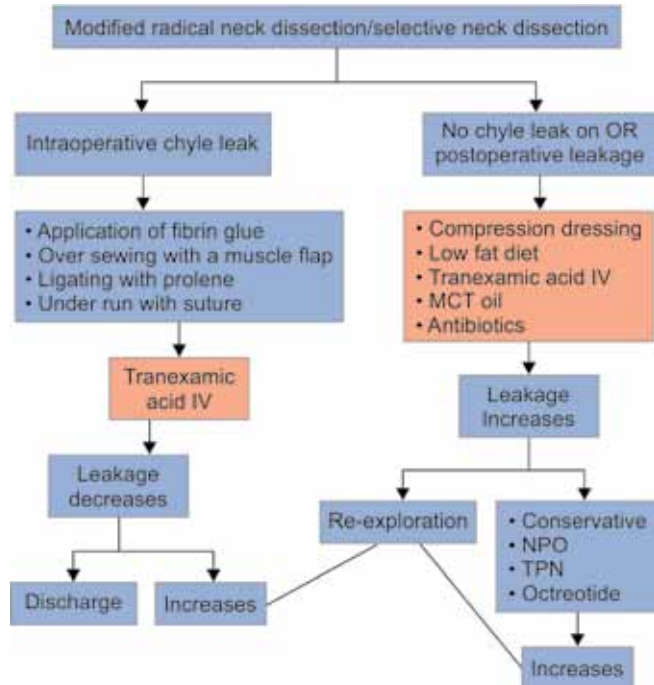 Modified radical neck dissection/selective neck dissection
Intraoperative chyle leak
No chyle leak on OR
postoperative leakage
• Application of fibrin glue
• Over sewing with a muscle flap
• Ligating with prolene
• Under run with suture
• Compression dressing
• Low fat diet
• Tranexamic acid IV
• MCT oil
• Antibiotics
Tranexamic
acid IV
Leakage
Increases
Leakage
decreases
Re-exploration
• Conservative
• NPO
• TPN
• Octreotide
Discharge
Increases
Increases